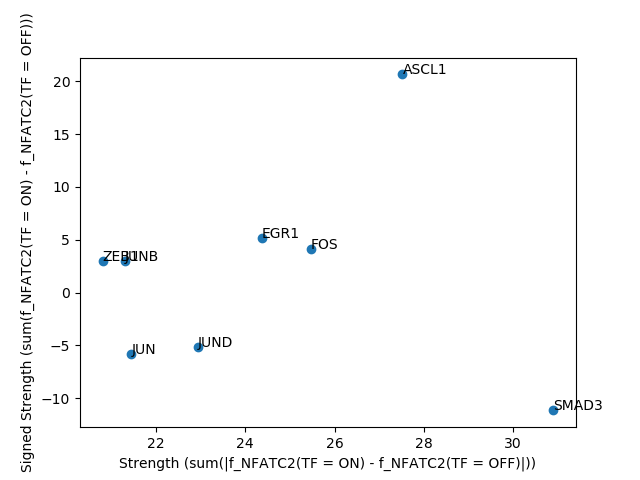 Signed Strength (sum(f_NFATC2(TF = ON) - f_NFATC2(TF = OFF)))
20
15
10
5
0
−5
−10
ASCL1
EGR1
FOS
ZEB1
JUNB
JUND
JUN
SMAD3
22
24
26
28
30
Strength (sum(|f_NFATC2(TF = ON) - f_NFATC2(TF = OFF)|))